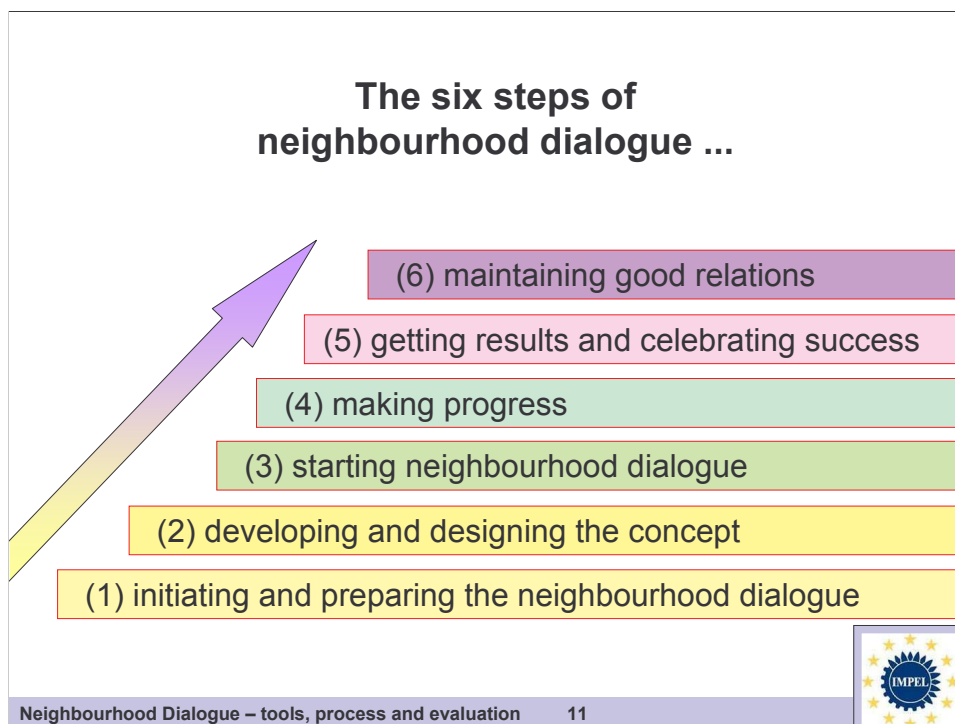 The six steps of
neighbourhood dialogue ...
(6) maintaining good relations
(5) getting results and celebrating success
(4) making progress
(3) starting neighbourhood dialogue
(2) developing and designing the concept
(1) initiating and preparing the neighbourhood dialogue
IMPEL
Neighbourhood Dialogue – tools, process and evaluation 11